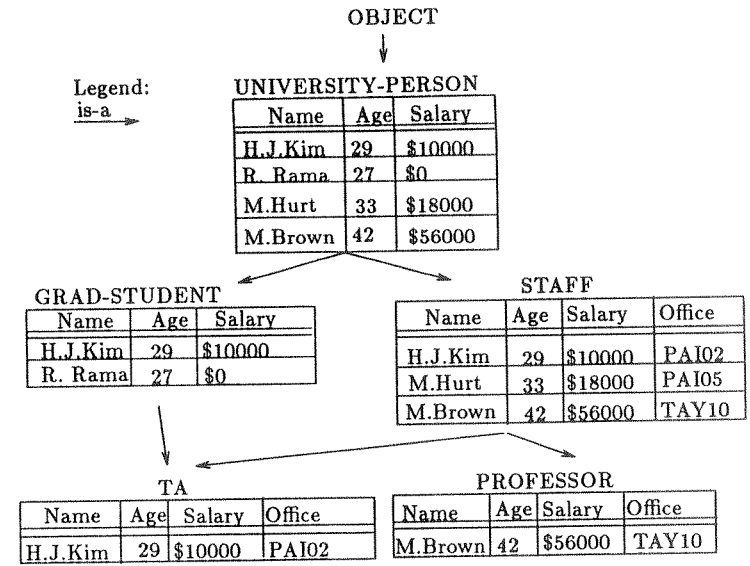 OBJECT
Legend:
is-a
UNIVERSITY-PERSON
Name Age Salary
H.J.Kim 29 $10000
R. Rama 27 $0
M.Hurt 33 $18000
M.Brown 42 $56000
GRAD-STUDENT
Name Age Salary
H.J.Kim 29 $10000
R. Rama 27 $0
STAFF
Name Age Salary Office
H.J.Kim 29 $10000 PAI02
M.Hurt 33 $18000 PAI05
M.Brown 42 $56000 TAY10
TA
Name Age Salary Office
H.J.Kim 29 $10000 PAI02
PROFESSOR
Name Age Salary Office
M.Brown 42 $56000 TAY10